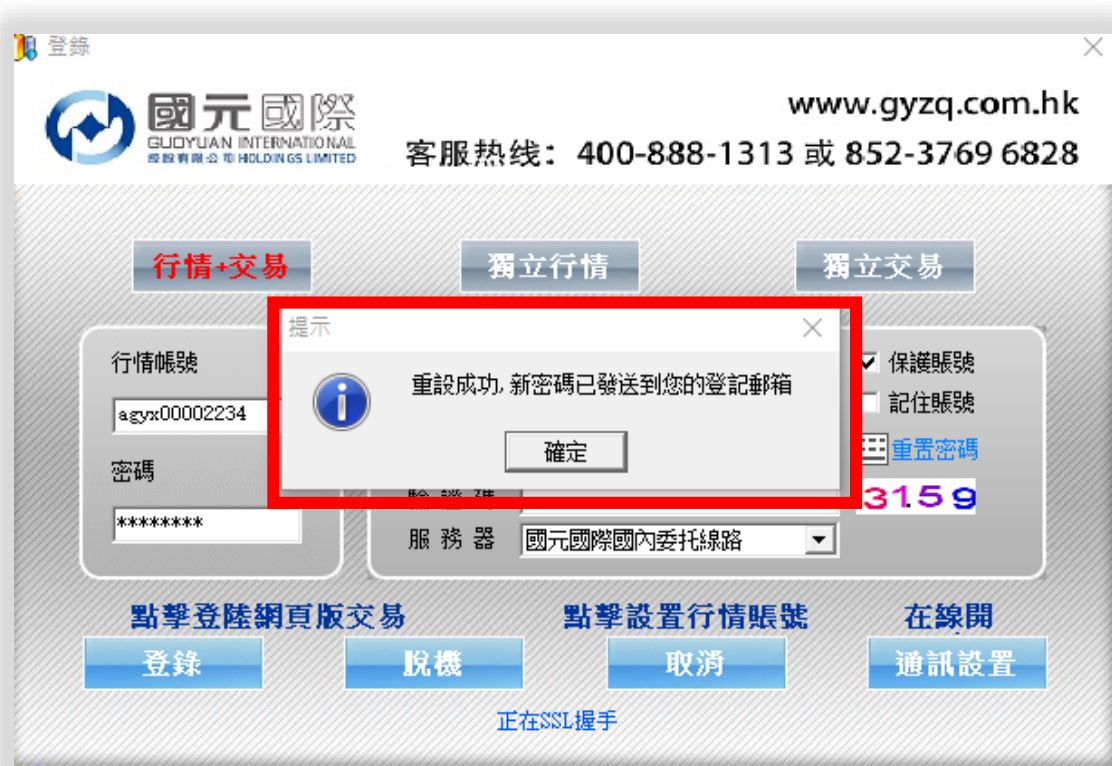 登錄
國元國際
GUOYUAN INTERNATIONAL
控股有限公司 HOLDINGS LIMITED
www.gyzq.com.hk
客服热线：400-888-1313 或 852-3769 6828
行情+交易
獨立行情
獨立交易
提示
重設成功, 新密碼已發送到您的登記郵箱
確定
行情帳號
agyx00002234
密碼
********
保護賬號
記住賬號
重置密碼
驗證碼
3159
服務器
國元國際國內委托線路
點擊登陸網頁版交易
點擊設置行情賬號
在線開
登錄
脫機
取消
通訊設置
正在SSL握手